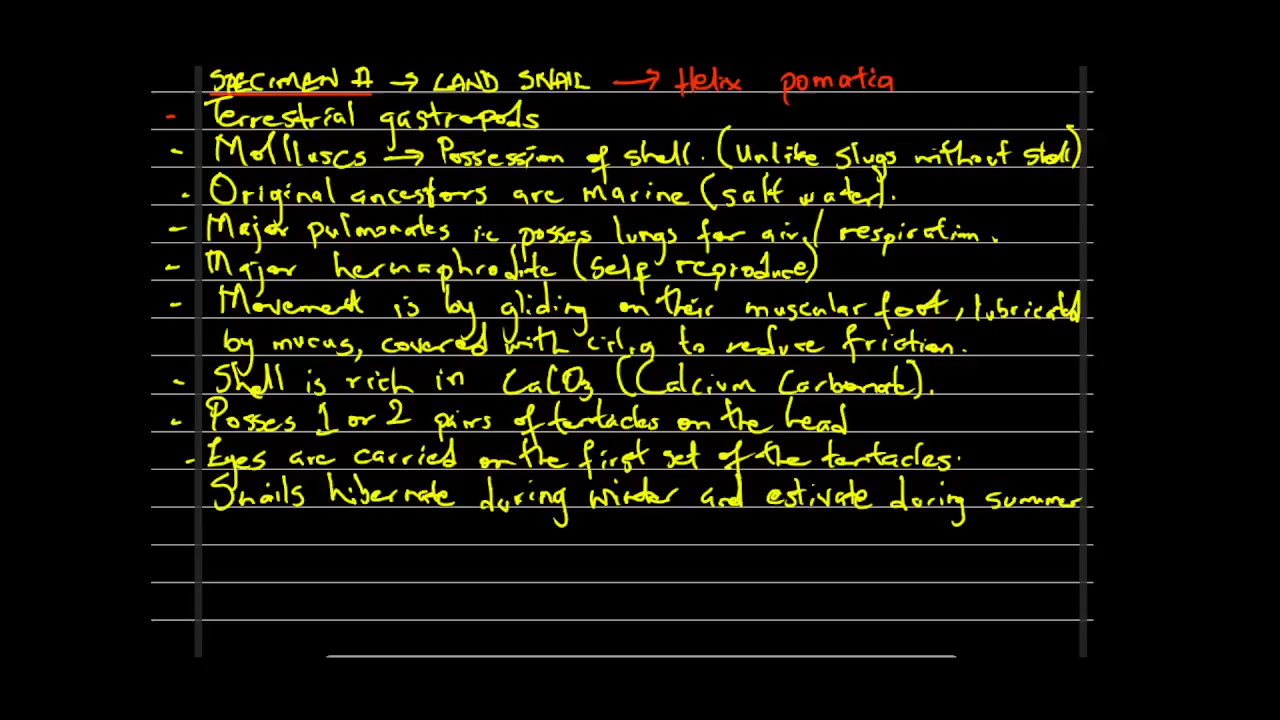 SPECIMEN A → LAND SNAIL → Helix pomatia
- Terrestrial gastropods
- Molluscs → Possession of shell. (Unlike slugs without shell)
- Original ancestors are marine (salt water).
- Major pulmonates i.e posses lungs for air/respiration.
- Major hermaphrodite (self reproduce)
- Movement is by gliding on their muscular foot, lubricated
by mucus, covered with cilia to reduce friction.
- Shell is rich in CaCO3 (Calcium Carbonate).
- Posses 1 or 2 pairs of tentacles on the head
- Eyes are carried on the first set of the tentacles.
Snails hibernate during winter and estivate during summer